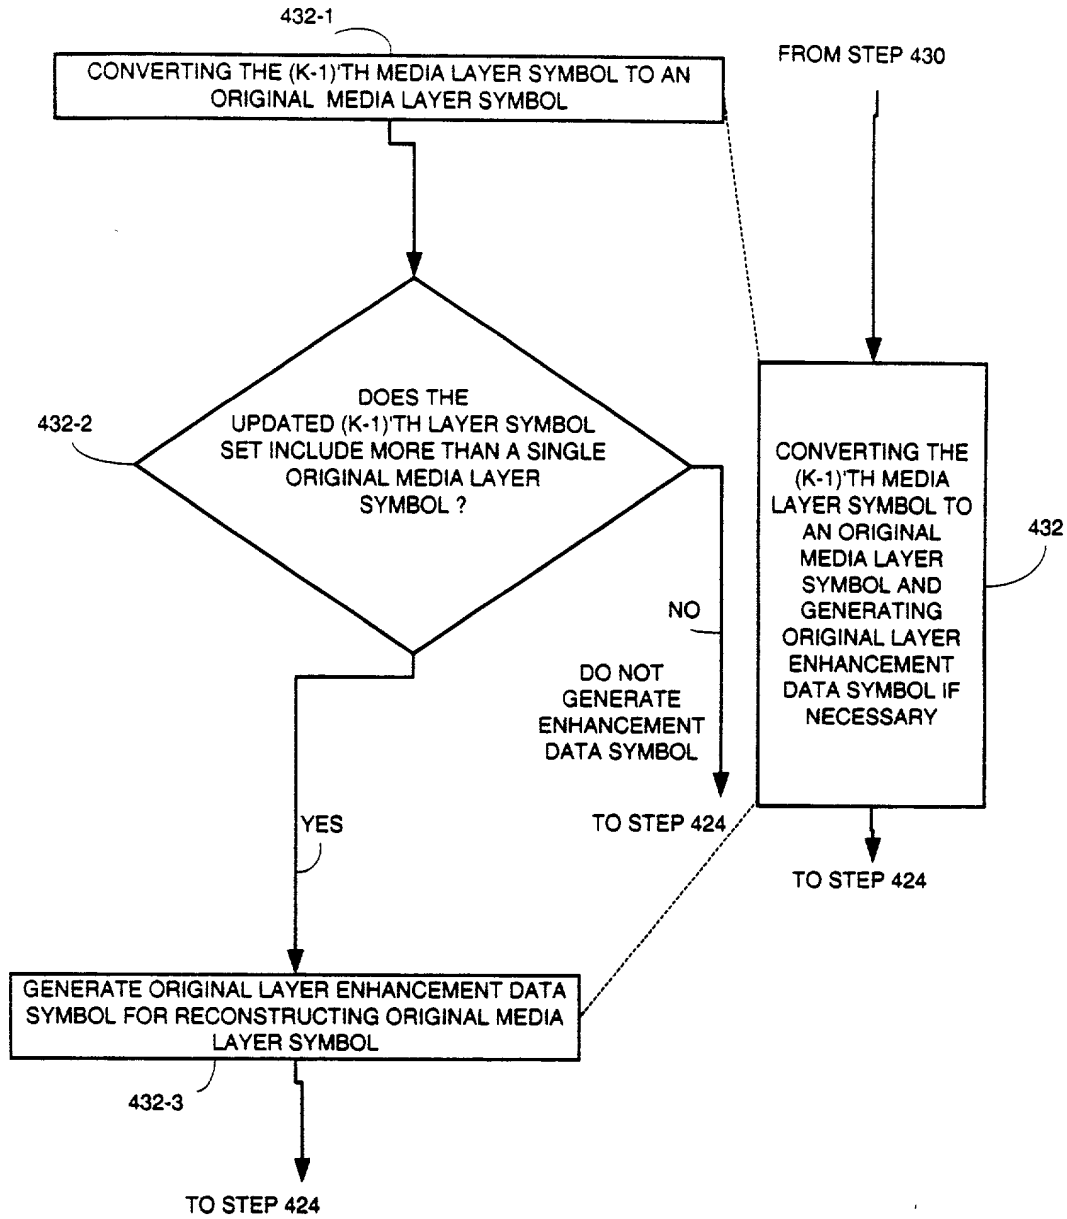 432-1
CONVERTING THE (K-1)'TH MEDIA LAYER SYMBOL TO AN
ORIGINAL MEDIA LAYER SYMBOL
FROM STEP 430
432-2
DOES THE
UPDATED (K-1)'TH LAYER SYMBOL
SET INCLUDE MORE THAN A SINGLE
ORIGINAL MEDIA LAYER
SYMBOL ?
CONVERTING THE
(K-1)'TH MEDIA
LAYER SYMBOL TO
AN ORIGINAL
MEDIA LAYER
SYMBOL AND
GENERATING
ORIGINAL LAYER
ENHANCEMENT
DATA SYMBOL IF
NECESSARY
432
NO
DO NOT
GENERATE
ENHANCEMENT
DATA SYMBOL
TO STEP 424
TO STEP 424
YES
GENERATE ORIGINAL LAYER ENHANCEMENT DATA
SYMBOL FOR RECONSTRUCTING ORIGINAL MEDIA
LAYER SYMBOL
432-3
TO STEP 424